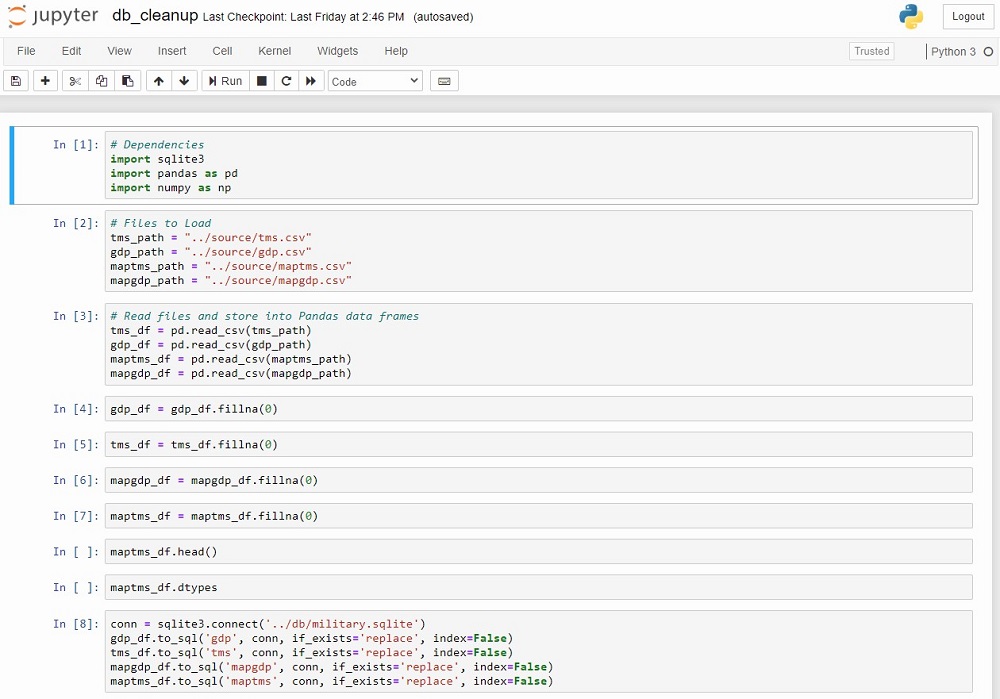 jupyter db_cleanup Last Checkpoint: Last Friday at 2:46 PM (autosaved) Logout
File Edit View Insert Cell Kernel Widgets Help Trusted Python 3
Run Code
In [1]: # Dependencies
import sqlite3
import pandas as pd
import numpy as np
In [2]: # Files to Load
tms_path = "../source/tms.csv"
gdp_path = "../source/gdp.csv"
maptms_path = "../source/maptms.csv"
mapgdp_path = "../source/mapgdp.csv"
In [3]: # Read files and store into Pandas data frames
tms_df = pd.read_csv(tms_path)
gdp_df = pd.read_csv(gdp_path)
maptms_df = pd.read_csv(maptms_path)
mapgdp_df = pd.read_csv(mapgdp_path)
In [4]: gdp_df = gdp_df.fillna(0)
In [5]: tms_df = tms_df.fillna(0)
In [6]: mapgdp_df = mapgdp_df.fillna(0)
In [7]: maptms_df = maptms_df.fillna(0)
In [ ]: maptms_df.head()
In [ ]: maptms_df.dtypes
In [8]: conn = sqlite3.connect('../db/military.sqlite')
gdp_df.to_sql('gdp', conn, if_exists='replace', index=False)
tms_df.to_sql('tms', conn, if_exists='replace', index=False)
mapgdp_df.to_sql('mapgdp', conn, if_exists='replace', index=False)
maptms_df.to_sql('maptms', conn, if_exists='replace', index=False)